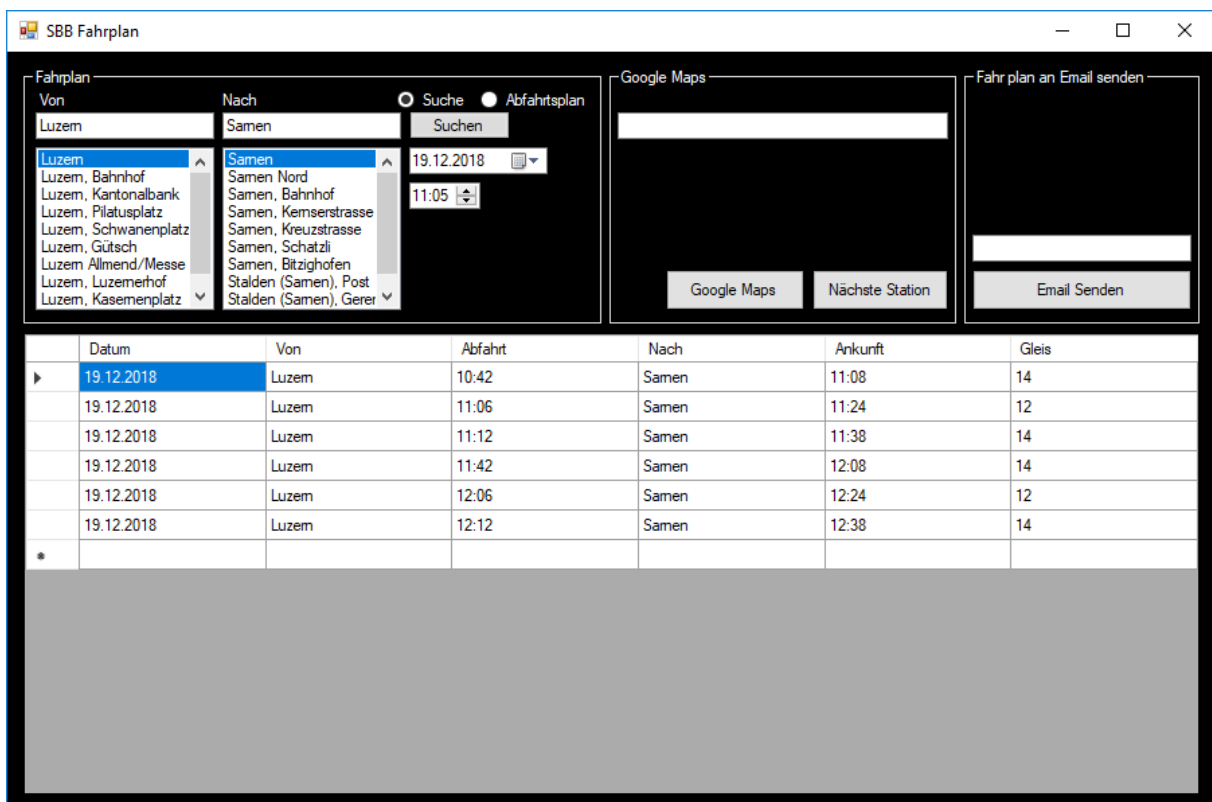 SBB Fahrplan
Fahrplan
Von
Nach
Suche
Abfahrtsplan
Luzern
Sarnen
Suchen
Luzern
Luzern, Bahnhof
Luzern, Kantonalbank
Luzern, Pilatusplatz
Luzern, Schwanenplatz
Luzern, Gütsch
Luzern Allmend/Messe
Luzern, Luzernerhof
Luzern, Kasernenplatz
Sarnen
Sarnen Nord
Sarnen, Bahnhof
Sarnen, Kernserstrasse
Sarnen, Kreuzstrasse
Sarnen, Schatzli
Sarnen, Bitzighofen
Stalden (Sarnen), Post
Stalden (Sarnen), Gerer
19.12.2018
11:05
Google Maps
Google Maps
Nächste Station
Fahr plan an Email senden
Email Senden
Datum Von Abfahrt Nach Ankunft Gleis
19.12.2018 Luzern 10:42 Sarnen 11:08 14
19.12.2018 Luzern 11:06 Sarnen 11:24 12
19.12.2018 Luzern 11:12 Sarnen 11:38 14
19.12.2018 Luzern 11:42 Sarnen 12:08 14
19.12.2018 Luzern 12:06 Sarnen 12:24 12
19.12.2018 Luzern 12:12 Sarnen 12:38 14